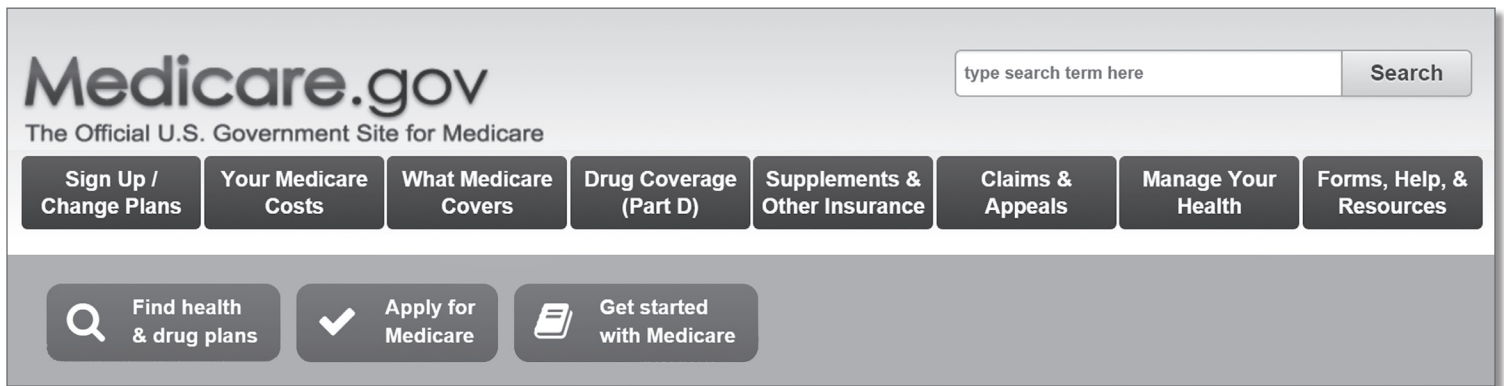 Medicare.gov
The Official U.S. Government Site for Medicare
type search term here
Search
Sign Up /
Change Plans
Your Medicare
Costs
What Medicare
Covers
Drug Coverage
(Part D)
Supplements &
Other Insurance
Claims &
Appeals
Manage Your
Health
Forms, Help, &
Resources
Find health
& drug plans
Apply for
Medicare
Get started
with Medicare